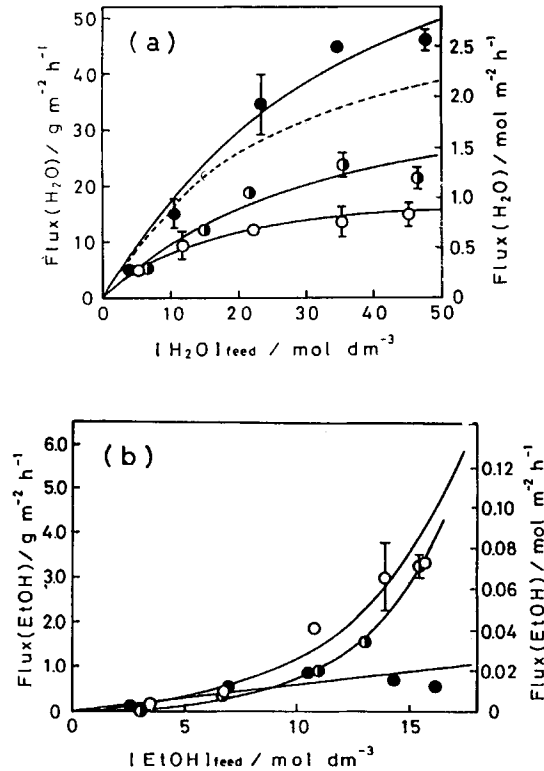 (a)
50
40
30
20
10
0
Flux(H₂O)/ g m⁻² h⁻¹
2.5
2.0
1.5
1.0
0.5
0
Flux(H₂O)/ mol m⁻² h⁻¹
0 10 20 30 40 50
[H₂O]feed / mol dm⁻³
(b)
6.0
5.0
4.0
3.0
2.0
1.0
0
Flux(EtOH)/ g m⁻² h⁻¹
0.12
0.10
0.08
0.06
0.04
0.02
0
Flux(EtOH)/ mol m⁻² h⁻¹
0 5 10 15
[EtOH]feed / mol dm⁻³